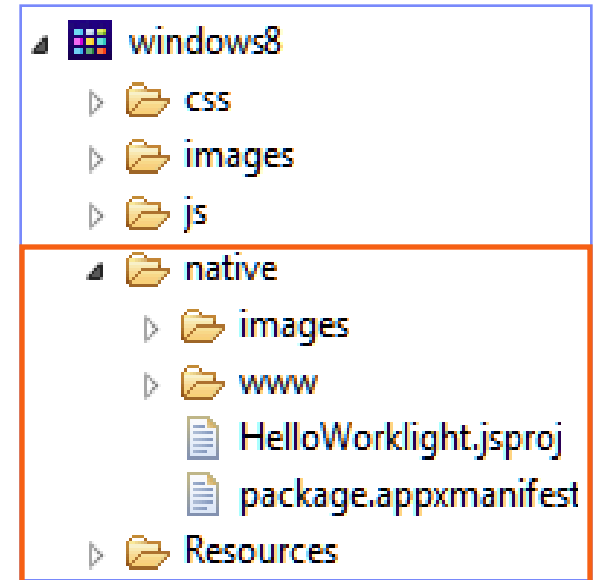 windows8
css
images
js
native
images
www
HelloWorklight.jsproj
package.appxmanifest
Resources